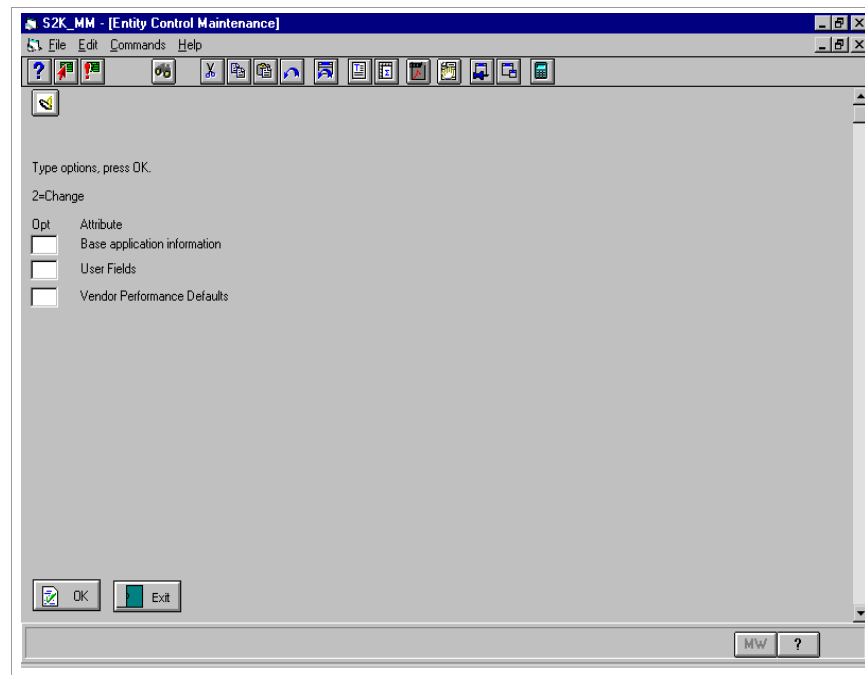 S2K_MM - [Entity Control Maintenance]
File Edit Commands Help
Type options, press OK.
2=Change
Opt Attribute
Base application information
User Fields
Vendor Performance Defaults
OK Exit
MW ?